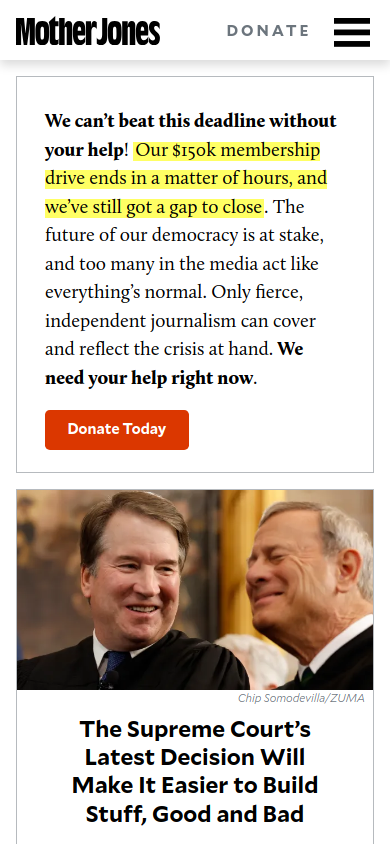 Mother Jones
DONATE
We can’t beat this deadline without
your help! Our $150k membership
drive ends in a matter of hours, and
we’ve still got a gap to close. The
future of our democracy is at stake,
and too many in the media act like
everything’s normal. Only fierce,
independent journalism can cover
and reflect the crisis at hand. We
need your help right now.
Donate Today
Chip Somodevilla/ZUMA
The Supreme Court’s
Latest Decision Will
Make It Easier to Build
Stuff, Good and Bad